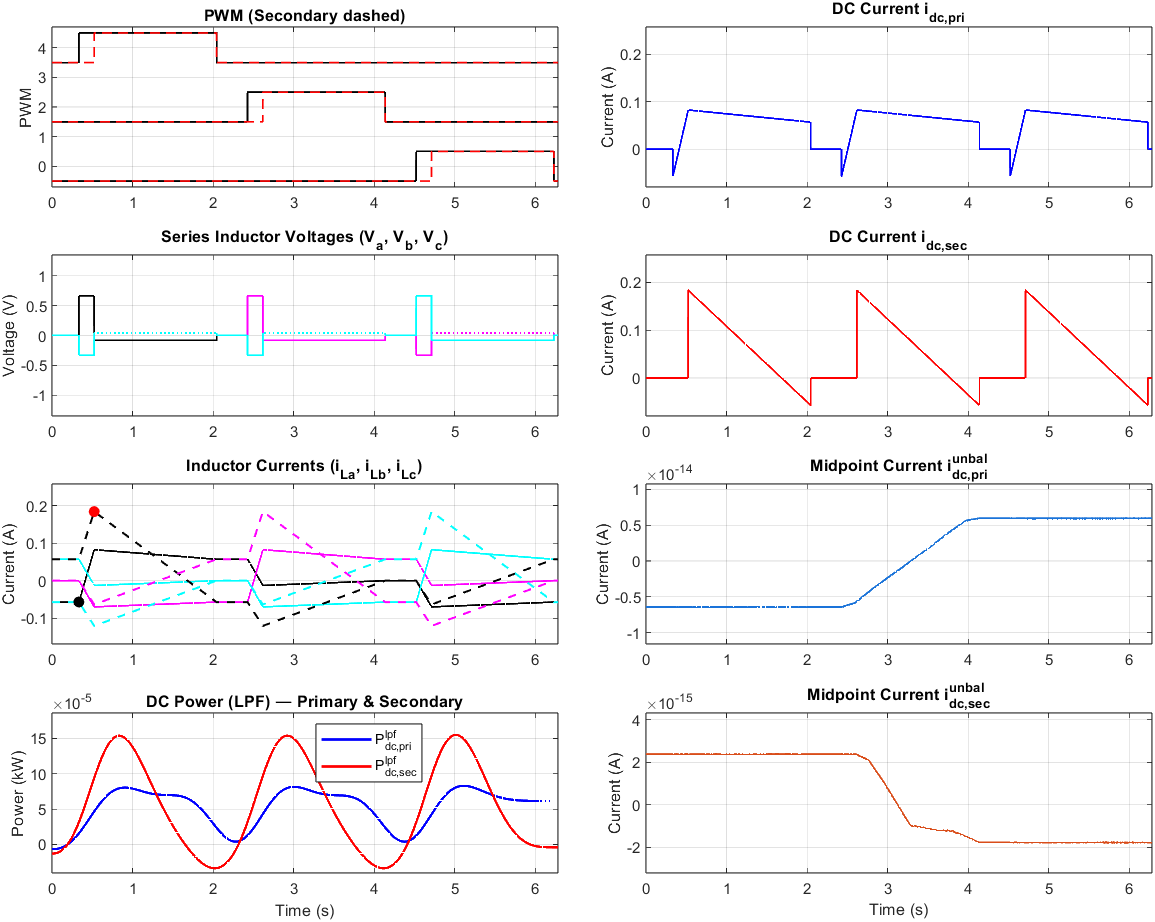 PWM (Secondary dashed)
4
3
2
1
0
PWM
0 1 2 3 4 5 6
DC Current i_dc,pri
0.2
0.1
0
Current (A)
0 1 2 3 4 5 6
Series Inductor Voltages (V_a, V_b, V_c)
1
0.5
0
-0.5
-1
Voltage (V)
0 1 2 3 4 5 6
DC Current i_dc,sec
0.2
0.1
0
Current (A)
0 1 2 3 4 5 6
Inductor Currents (i_La, i_Lb, i_Lc)
0.2
0.1
0
-0.1
Current (A)
0 1 2 3 4 5 6
Midpoint Current i_dc,pri^unbal
×10^-14
1
0.5
0
-0.5
-1
Current (A)
0 1 2 3 4 5 6
DC Power (LPF) — Primary & Secondary
×10^-5
15
10
5
0
Power (kW)
P_dc,pri^lpf
P_dc,sec^lpf
0 1 2 3 4 5 6
Time (s)
Midpoint Current i_dc,sec^unbal
×10^-15
4
2
0
-2
Current (A)
0 1 2 3 4 5 6
Time (s)